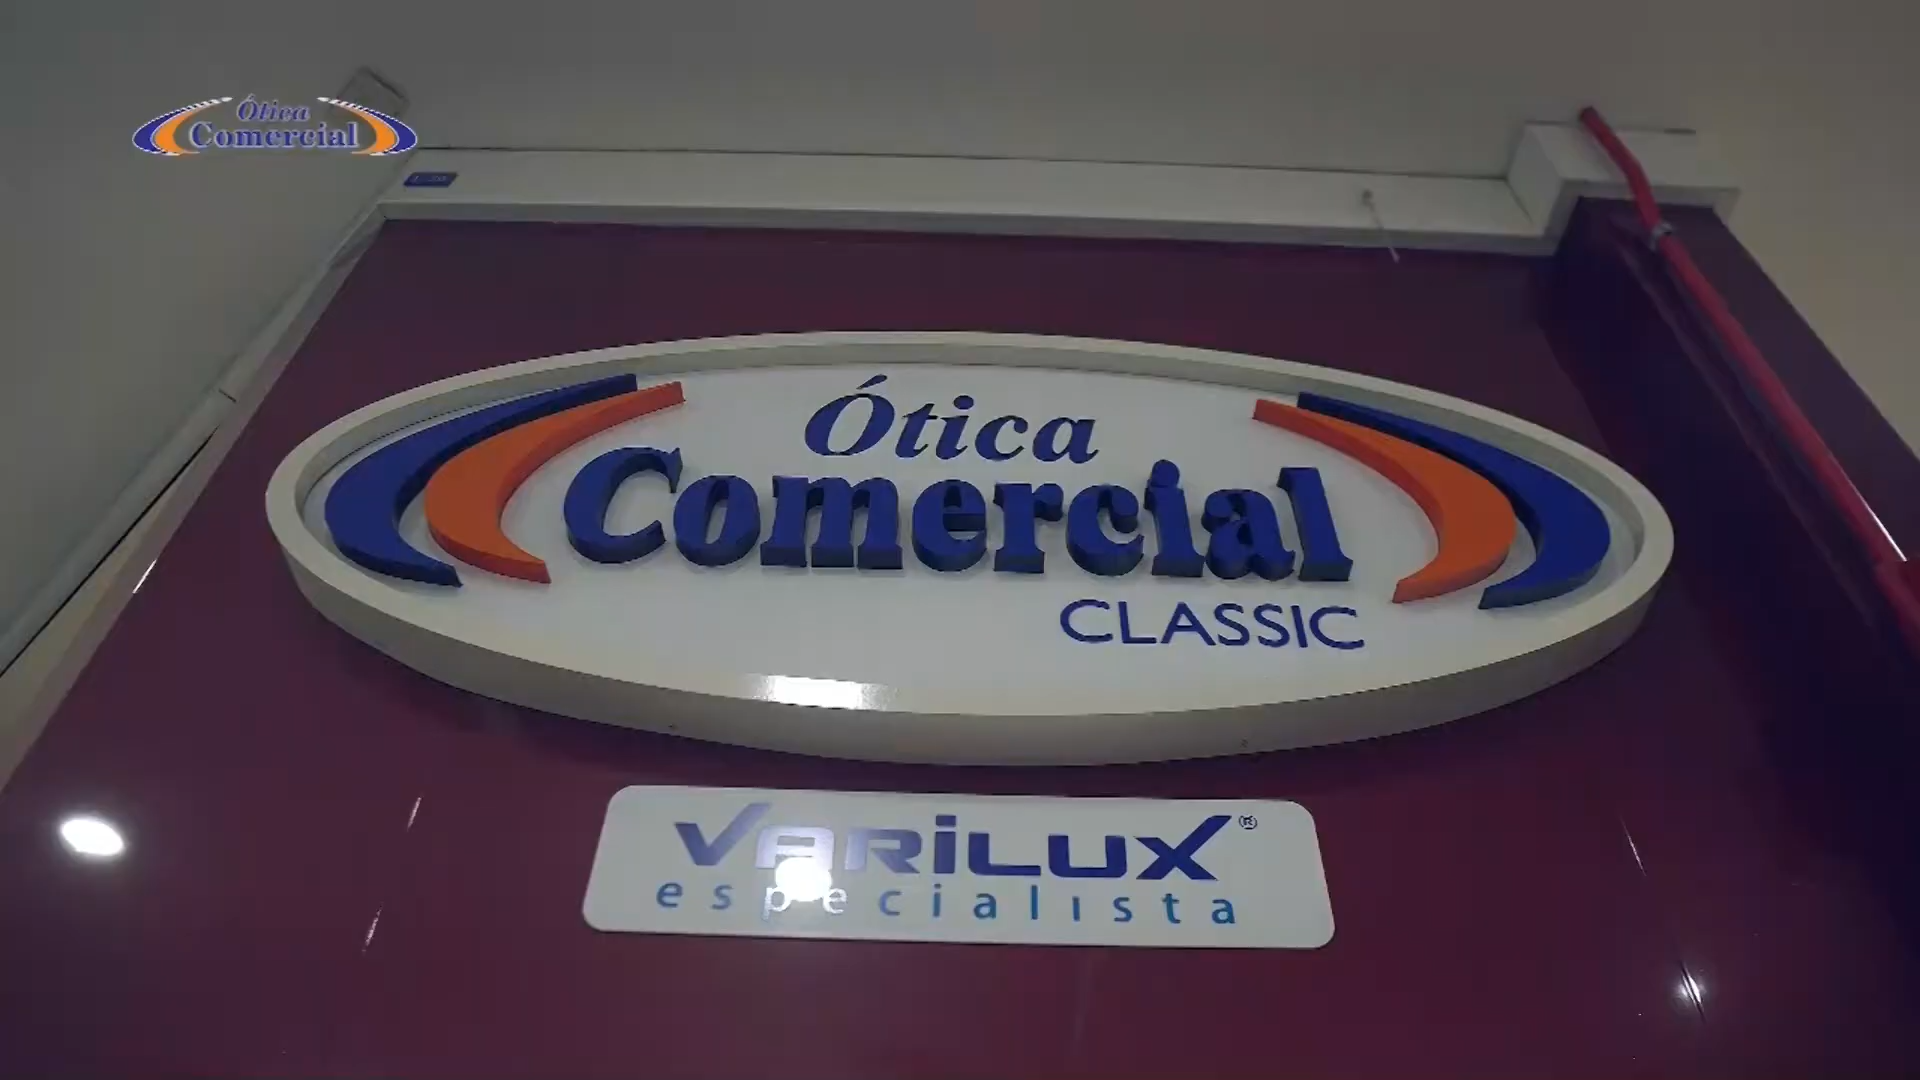 Ótica
Comercial
Ótica
Comercial
CLASSIC
VARiLUX®
especialista